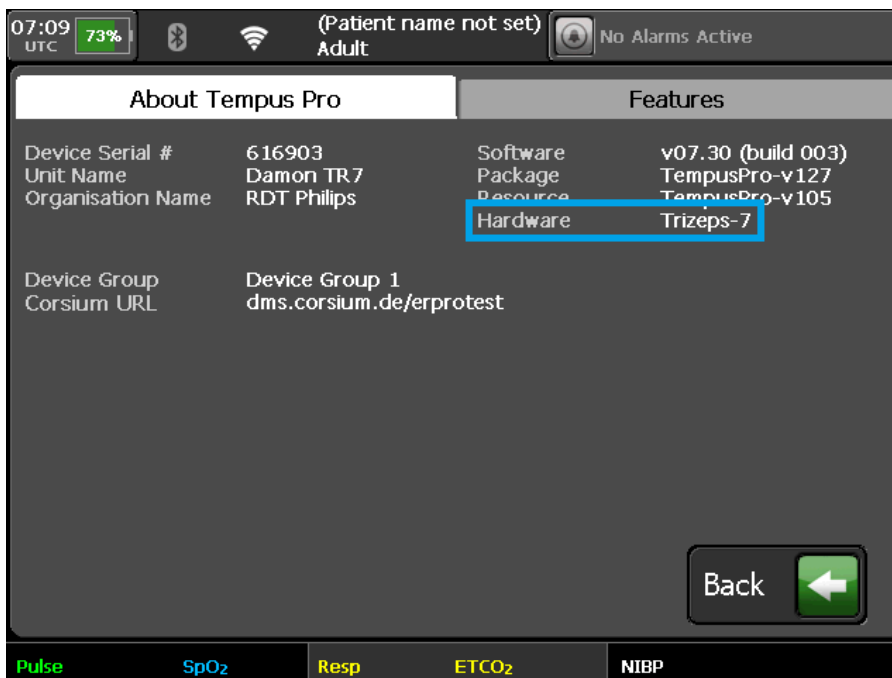 07:09 UTC 73% (Patient name not set) Adult No Alarms Active
About Tempus Pro Features
Device Serial # 616903 Software v07.30 (build 003)
Unit Name Damon TR7 Package TempusPro-v127
Organisation Name RDT Philips Resource TempusPro-v105
Hardware Trizeps-7
Device Group Device Group 1
Corsium URL dms.corsium.de/erprotest
Back
Pulse SpO₂ Resp ETCO₂ NIBP